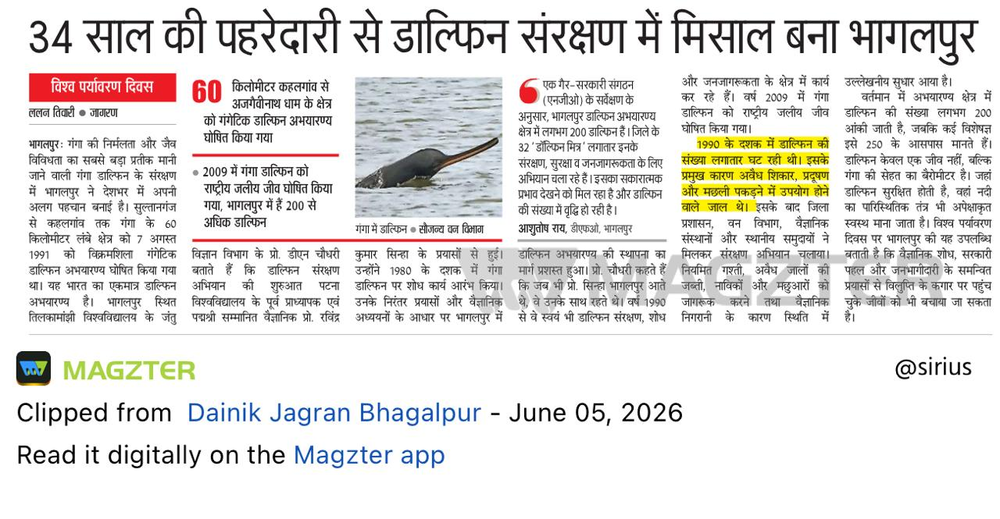 34 साल की पहरेदारी से डाल्फिन संरक्षण में मिसाल बना भागलपुर
विश्व पर्यावरण दिवस
ललन तिवारी ● जागरण
भागलपुर: गंगा की निर्मलता और जैव
विविधता का सबसे बड़ा प्रतीक मानी
जाने वाली गंगा डाल्फिन के संरक्षण
में भागलपुर ने देशभर में अपनी
अलग पहचान बनाई है। सुल्तानगंज
से कहलगांव तक गंगा के 60
किलोमीटर लंबे क्षेत्र को 7 अगस्त
1991 को विक्रमशिला गंगेटिक
डाल्फिन अभयारण्य घोषित किया गया
था। यह भारत का एकमात्र डाल्फिन
अभयारण्य है। भागलपुर स्थित
तिलकामांझी विश्वविद्यालय के जंतु
60 किलोमीटर कहलगांव से
अजगैवीनाथ धाम के क्षेत्र
को गंगेटिक डाल्फिन अभयारण्य
घोषित किया गया
● 2009 में गंगा डाल्फिन को
राष्ट्रीय जलीय जीव घोषित किया
गया, भागलपुर में हैं 200 से
अधिक डाल्फिन
विज्ञान विभाग के प्रो. डीएन चौधरी
बताते हैं कि डाल्फिन संरक्षण
अभियान की शुरुआत पटना
विश्वविद्यालय के पूर्व प्राध्यापक एवं
पद्मश्री सम्मानित वैज्ञानिक प्रो. रविंद्र
गंगा में डाल्फिन ● सौजन्य वन विभाग
कुमार सिन्हा के प्रयासों से हुई।
उन्होंने 1980 के दशक में गंगा
डाल्फिन पर शोध कार्य आरंभ किया।
उनके निरंतर प्रयासों और वैज्ञानिक
अध्ययनों के आधार पर भागलपुर में
एक गैर-सरकारी संगठन
(एनजीओ) के सर्वेक्षण के
अनुसार, भागलपुर डाल्फिन अभयारण्य
क्षेत्र में लगभग 200 डाल्फिन हैं। जिले के
32 'डॉल्फिन मित्र' लगातार इनके
संरक्षण, सुरक्षा व जनजागरूकता के लिए
अभियान चला रहे हैं। इसका सकारात्मक
प्रभाव देखने को मिल रहा है और डाल्फिन
की संख्या में वृद्धि हो रही है।
आशुतोष राय, डीएफओ, भागलपुर
डाल्फिन अभयारण्य की स्थापना का
मार्ग प्रशस्त हुआ। प्रो. चौधरी कहते हैं
कि जब भी प्रो. सिन्हा भागलपुर आते
थे, वे उनके साथ रहते थे। वर्ष 1990
से वे स्वयं भी डाल्फिन संरक्षण, शोध
और जनजागरूकता के क्षेत्र में कार्य
कर रहे हैं। वर्ष 2009 में गंगा
डाल्फिन को राष्ट्रीय जलीय जीव
घोषित किया गया।
1990 के दशक में डाल्फिन की
संख्या लगातार घट रही थी। इसके
प्रमुख कारण अवैध शिकार, प्रदूषण
और मछली पकड़ने में उपयोग होने
वाले जाल थे। इसके बाद जिला
प्रशासन, वन विभाग, वैज्ञानिक
संस्थानों और स्थानीय समुदायों ने
मिलकर संरक्षण अभियान चलाया।
नियमित गश्ती, अवैध जालों की
जब्ती, नाविकों और मछुआरों को
जागरूक करने तथा वैज्ञानिक
निगरानी के कारण स्थिति में
उल्लेखनीय सुधार आया है।
वर्तमान में अभयारण्य क्षेत्र में
डाल्फिन की संख्या लगभग 200
आंकी जाती है, जबकि कई विशेषज्ञ
इसे 250 के आसपास मानते हैं।
डाल्फिन केवल एक जीव नहीं, बल्कि
गंगा की सेहत का बैरोमीटर है। जहां
डाल्फिन सुरक्षित होती है, वहां नदी
का पारिस्थितिक तंत्र भी अपेक्षाकृत
स्वस्थ माना जाता है। विश्व पर्यावरण
दिवस पर भागलपुर की यह उपलब्धि
बताती है कि वैज्ञानिक शोध, सरकारी
पहल और जनभागीदारी के समन्वित
प्रयासों से विलुप्ति के कगार पर पहुंच
चुके जीवों को भी बचाया जा सकता
है।
MAGZTER
MAGZTER
@sirius
Clipped from Dainik Jagran Bhagalpur - June 05, 2026
Read it digitally on the Magzter app